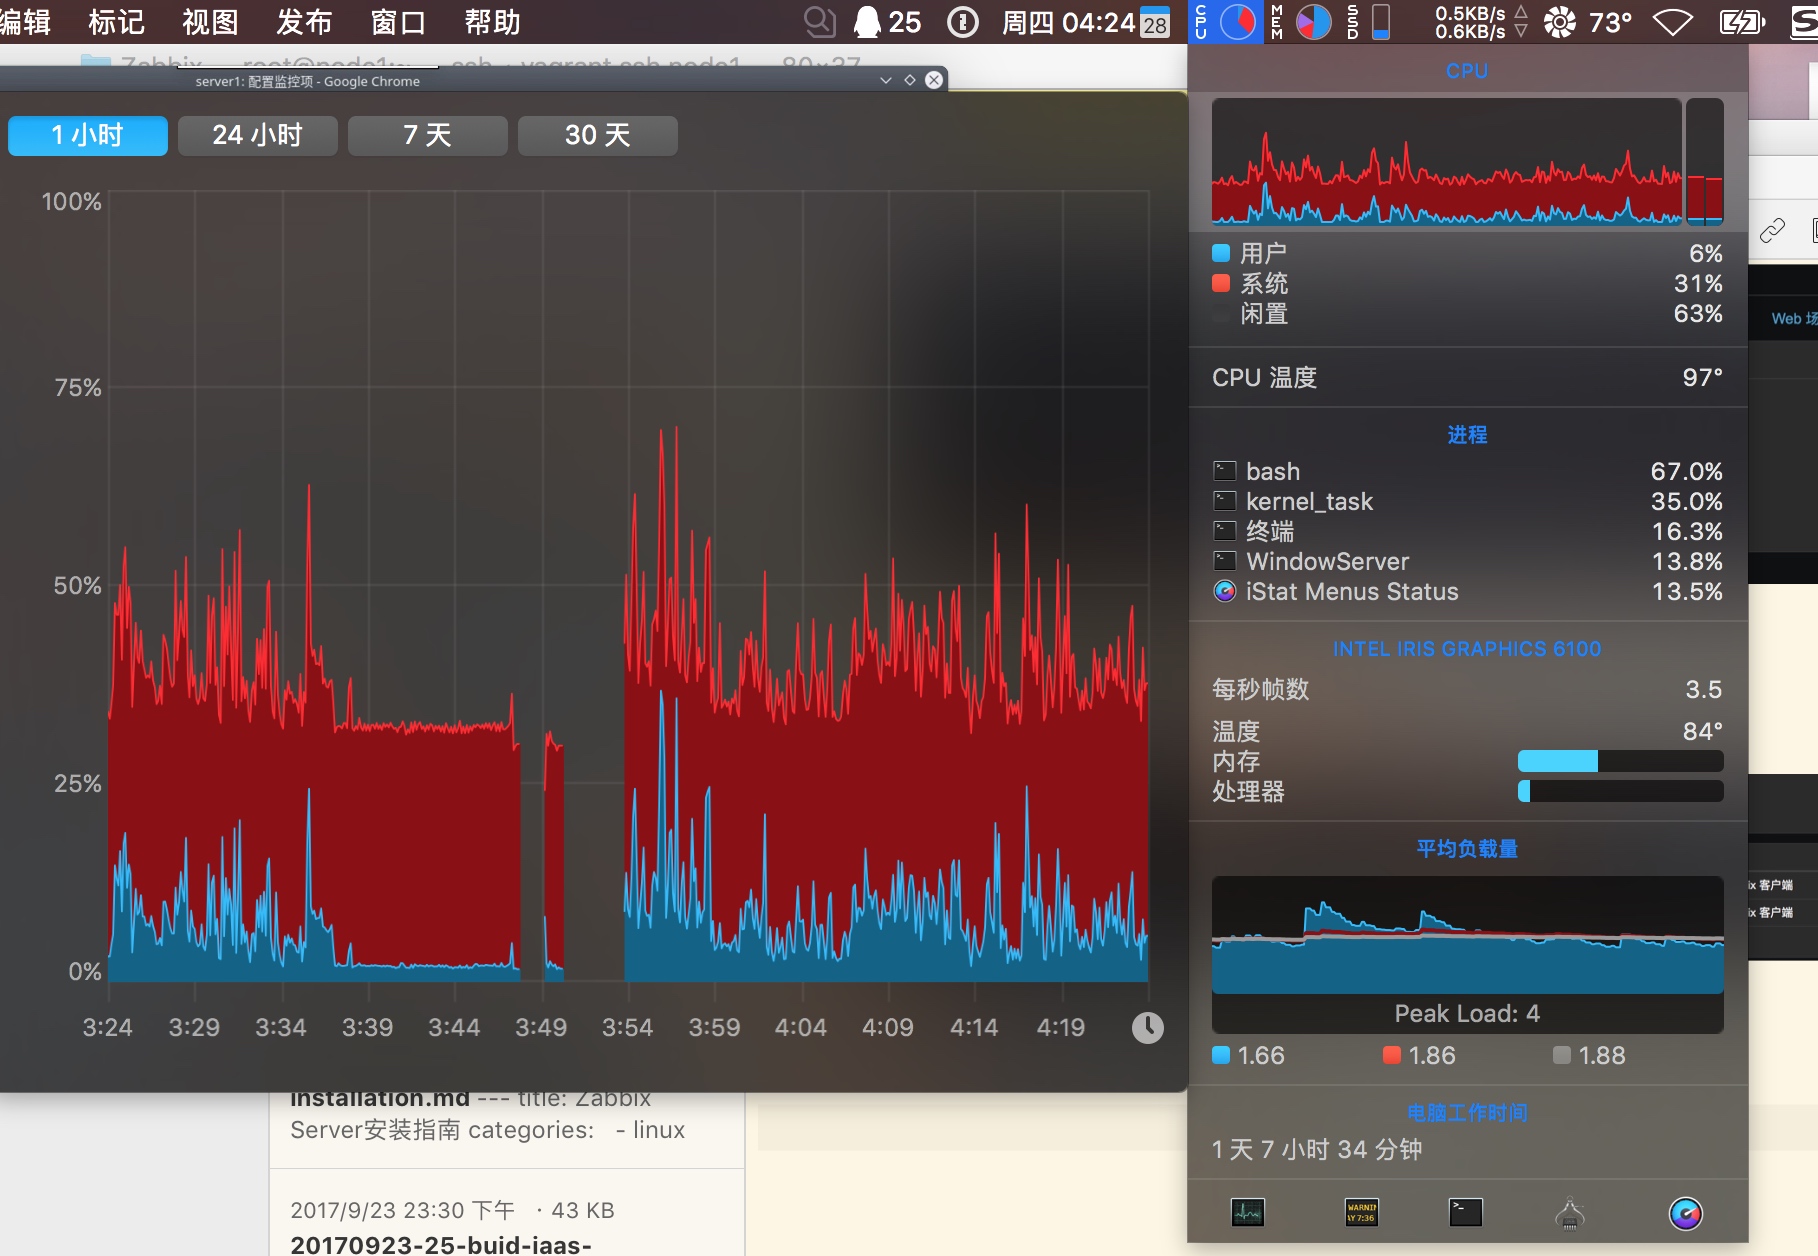 编辑 标记 视图 发布 窗口 帮助 25 周四 04:24 28 CPU MEM SSD 0.5KB/s 0.6KB/s 73°
server1: 配置监控项 - Google Chrome
1 小时 24 小时 7 天 30 天
100%
75%
50%
25%
0%
3:24 3:29 3:34 3:39 3:44 3:49 3:54 3:59 4:04 4:09 4:14 4:19
installation.md --- title: Zabbix
Server安装指南 categories: - linux
2017/9/23 23:30 下午 · 43 KB
20170923-25-buid-iaas-
CPU
用户 6%
系统 31%
闲置 63%
CPU 温度 97°
进程
bash 67.0%
kernel_task 35.0%
终端 16.3%
WindowServer 13.8%
iStat Menus Status 13.5%
INTEL IRIS GRAPHICS 6100
每秒帧数 3.5
温度 84°
内存
处理器
平均负载量
Peak Load: 4
1.66 1.86 1.88
电脑工作时间
1 天 7 小时 34 分钟
Web 场
ix 客户端
ix 客户端